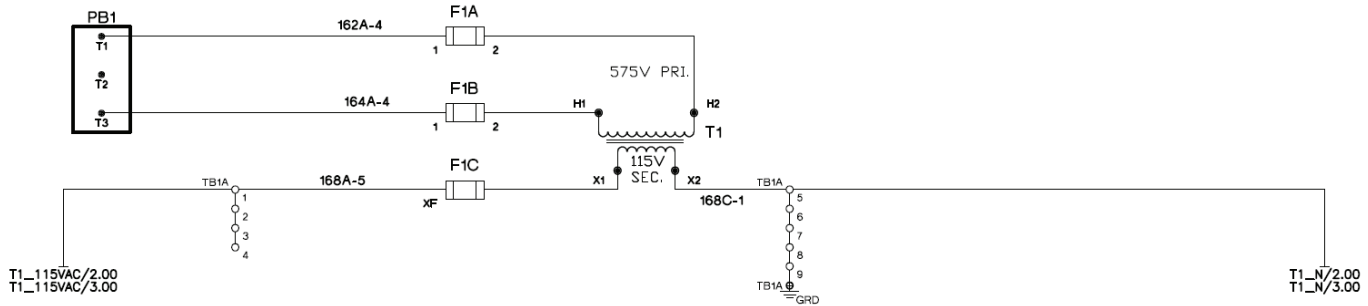 PB1
F1A
162A-4
T1
1
2
T2
575V PRI.
F1B
164A-4
H1
H2
T3
1
2
T1
F1C
115V
SEC.
168A-5
TB1A
XF
X1
X2
168C-1
TB1A
1
2
3
4
5
6
7
8
9
TB1A
GRD
T1_115VAC/2.00
T1_115VAC/3.00
T1_N/2.00
T1_N/3.00